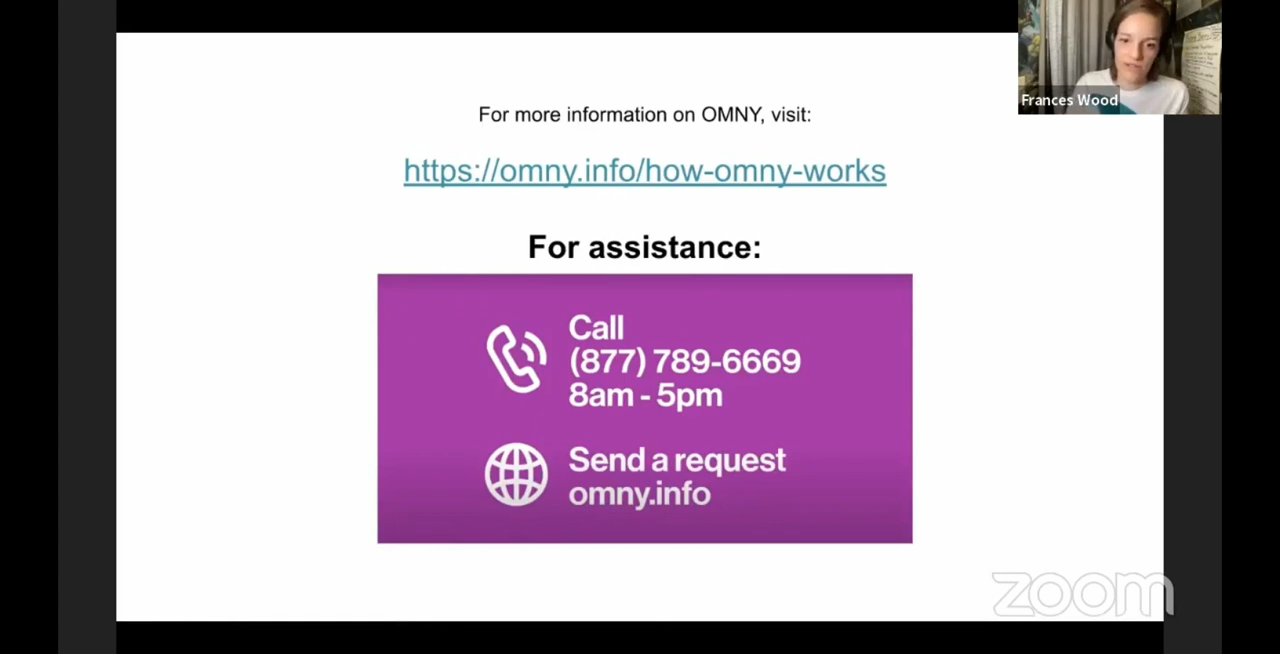 For more information on OMNY, visit:
https://omny.info/how-omny-works
For assistance:
Call
(877) 789-6669
8am - 5pm
Send a request
omny.info
Frances Wood
zoom